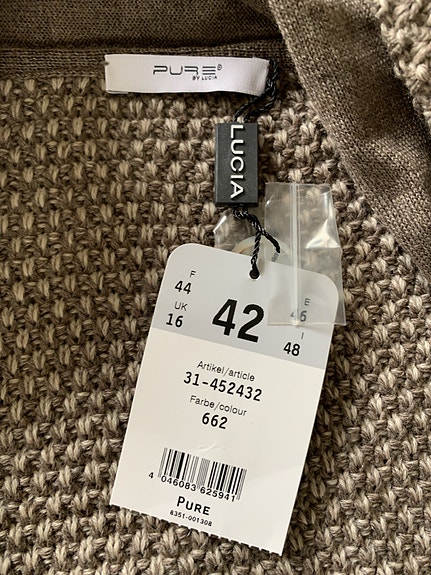 PURE®
BY LUCIA
LUCIA
F
44
UK
16
42
E
46
I
48
Artikel/article
31-452432
Farbe/colour
662
4 046083 625941
PURE
8351-001308